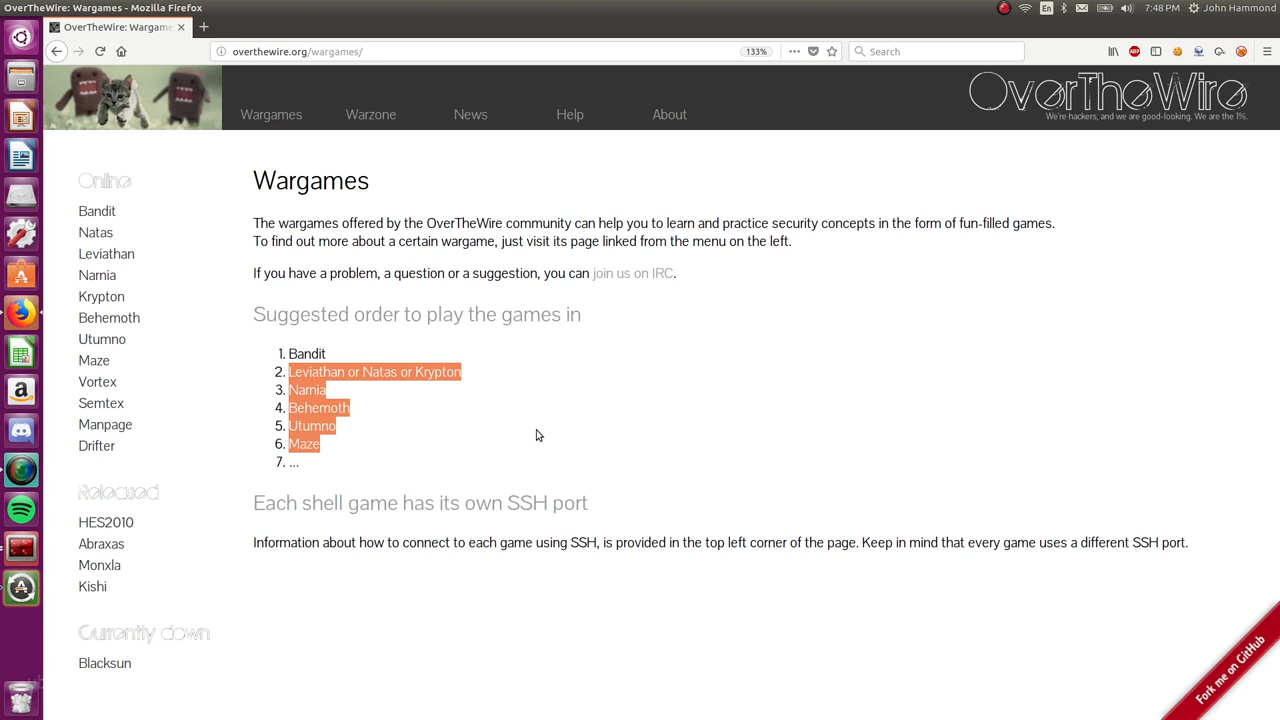 OverTheWire: Wargames - Mozilla Firefox
En
7:48 PM
John Hammond
OverTheWire: Wargame
overthewire.org/wargames/
133%
Search
ABP
Wargames
Warzone
News
Help
About
OverTheWire
We're hackers, and we are good-looking. We are the 1%.
Online
Bandit
Natas
Leviathan
Narnia
Krypton
Behemoth
Utumno
Maze
Vortex
Semtex
Manpage
Drifter
Released
HES2010
Abraxas
Monxla
Kishi
Currently down
Blacksun
Wargames
The wargames offered by the OverTheWire community can help you to learn and practice security concepts in the form of fun-filled games.
To find out more about a certain wargame, just visit its page linked from the menu on the left.
If you have a problem, a question or a suggestion, you can join us on IRC.
Suggested order to play the games in
1. Bandit
2. Leviathan or Natas or Krypton
3. Narnia
4. Behemoth
5. Utumno
6. Maze
7. ...
Each shell game has its own SSH port
Information about how to connect to each game using SSH, is provided in the top left corner of the page. Keep in mind that every game uses a different SSH port.
Fork me on GitHub